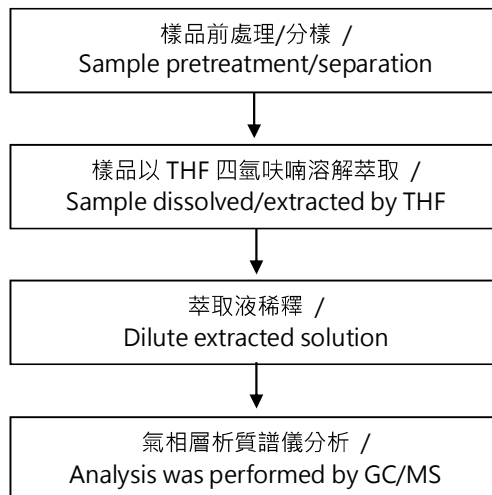 樣品前處理/分樣 /
Sample pretreatment/separation
樣品以 THF 四氫呋喃溶解萃取 /
Sample dissolved/extracted by THF
萃取液稀釋 /
Dilute extracted solution
氣相層析質譜儀分析 /
Analysis was performed by GC/MS